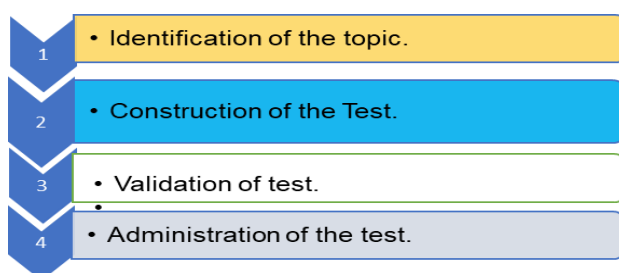 1 • Identification of the topic.
2 • Construction of the Test.
3 • Validation of test.
•
4 • Administration of the test.